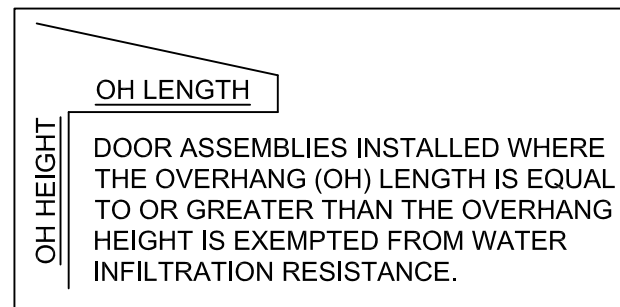 OH LENGTH
OH HEIGHT
DOOR ASSEMBLIES INSTALLED WHERE
THE OVERHANG (OH) LENGTH IS EQUAL
TO OR GREATER THAN THE OVERHANG
HEIGHT IS EXEMPTED FROM WATER
INFILTRATION RESISTANCE.